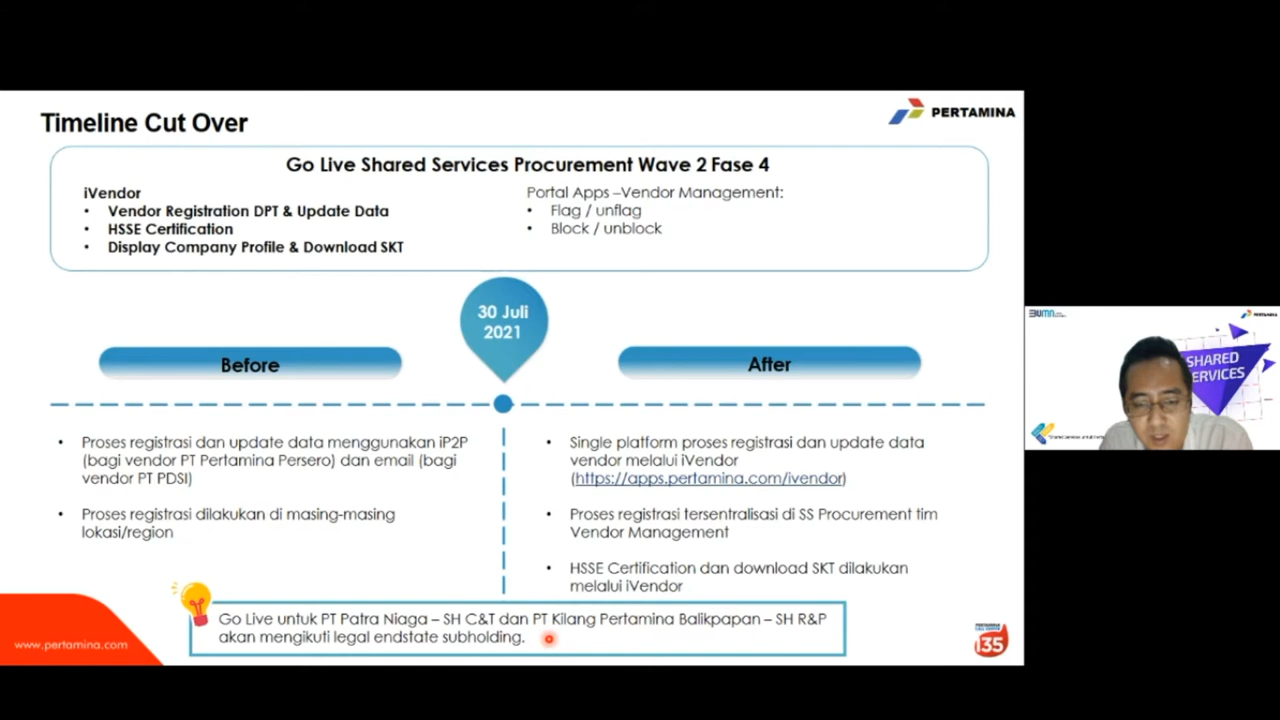 Timeline Cut Over
PERTAMINA
Go Live Shared Services Procurement Wave 2 Fase 4
iVendor
• Vendor Registration DPT & Update Data
• HSSE Certification
• Display Company Profile & Download SKT
Portal Apps –Vendor Management:
• Flag / unflag
• Block / unblock
30 Juli
2021
Before
After
• Proses registrasi dan update data menggunakan iP2P
(bagi vendor PT Pertamina Persero) dan email (bagi
vendor PT PDSI)
• Proses registrasi dilakukan di masing-masing
lokasi/region
• Single platform proses registrasi dan update data
vendor melalui iVendor
(https://apps.pertamina.com/ivendor)
• Proses registrasi tersentralisasi di SS Procurement tim
Vendor Management
• HSSE Certification dan download SKT dilakukan
melalui iVendor
Go Live untuk PT Patra Niaga – SH C&T dan PT Kilang Pertamina Balikpapan – SH R&P
akan mengikuti legal endstate subholding.
www.pertamina.com
PERTAMINA
135
BUMN
PERTAMINA
SHARED
SERVICES